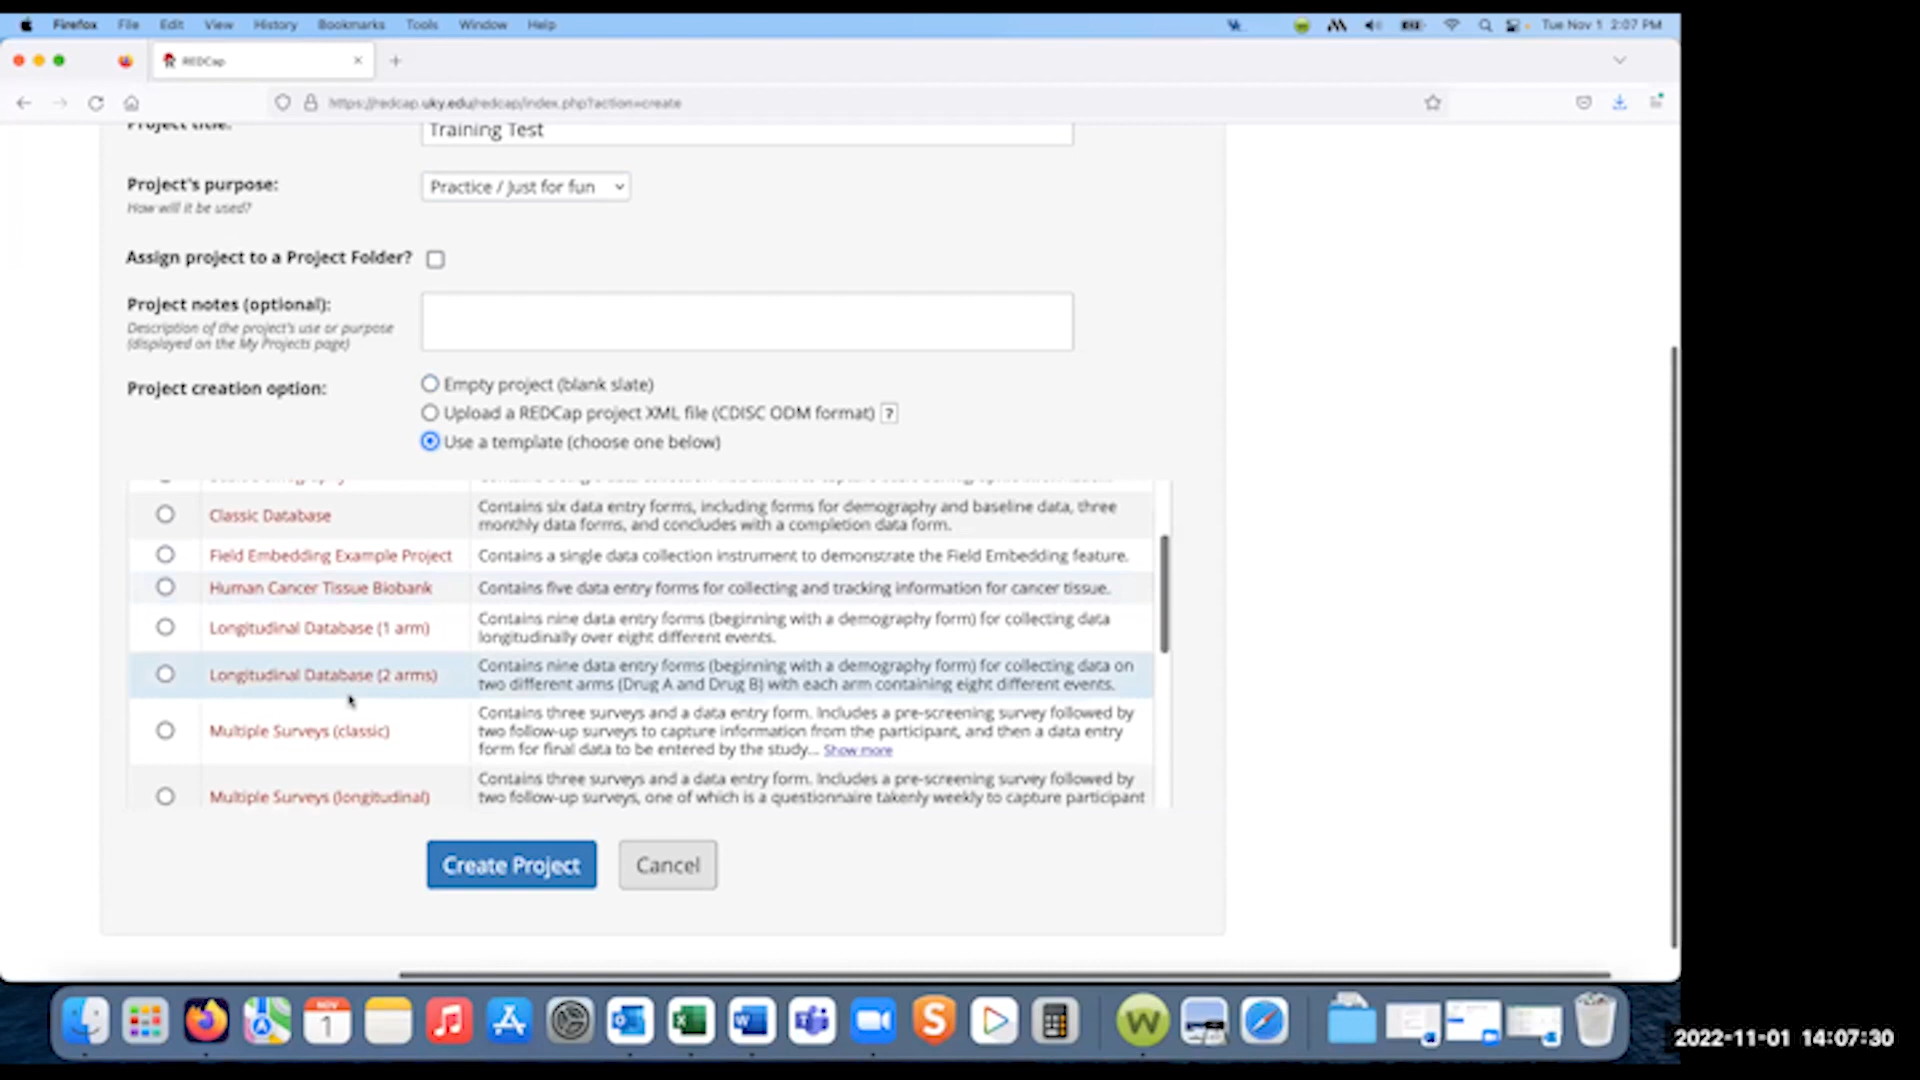 Firefox File Edit View History Bookmarks Tools Window Help Tue Nov 1 2:07 PM
REDCap
https://redcap.uky.edu/redcap/index.php?action=create
Project title: Training Test
Project's purpose: Practice / Just for fun
How will it be used?
Assign project to a Project Folder?
Project notes (optional):
Description of the project's use or purpose
(displayed on the My Projects page)
Project creation option: Empty project (blank slate)
Upload a REDCap project XML file (CDISC ODM format) ?
Use a template (choose one below)
Classic Database Contains six data entry forms, including forms for demography and baseline data, three
monthly data forms, and concludes with a completion data form.
Field Embedding Example Project Contains a single data collection instrument to demonstrate the Field Embedding feature.
Human Cancer Tissue Biobank Contains five data entry forms for collecting and tracking information for cancer tissue.
Longitudinal Database (1 arm) Contains nine data entry forms (beginning with a demography form) for collecting data
longitudinally over eight different events.
Longitudinal Database (2 arms) Contains nine data entry forms (beginning with a demography form) for collecting data on
two different arms (Drug A and Drug B) with each arm containing eight different events.
Multiple Surveys (classic) Contains three surveys and a data entry form. Includes a pre-screening survey followed by
two follow-up surveys to capture information from the participant, and then a data entry
form for final data to be entered by the study... Show more
Multiple Surveys (longitudinal) Contains three surveys and a data entry form. Includes a pre-screening survey followed by
two follow-up surveys, one of which is a questionnaire takenly weekly to capture participant
Create Project Cancel
NOV
1
2022-11-01 14:07:30